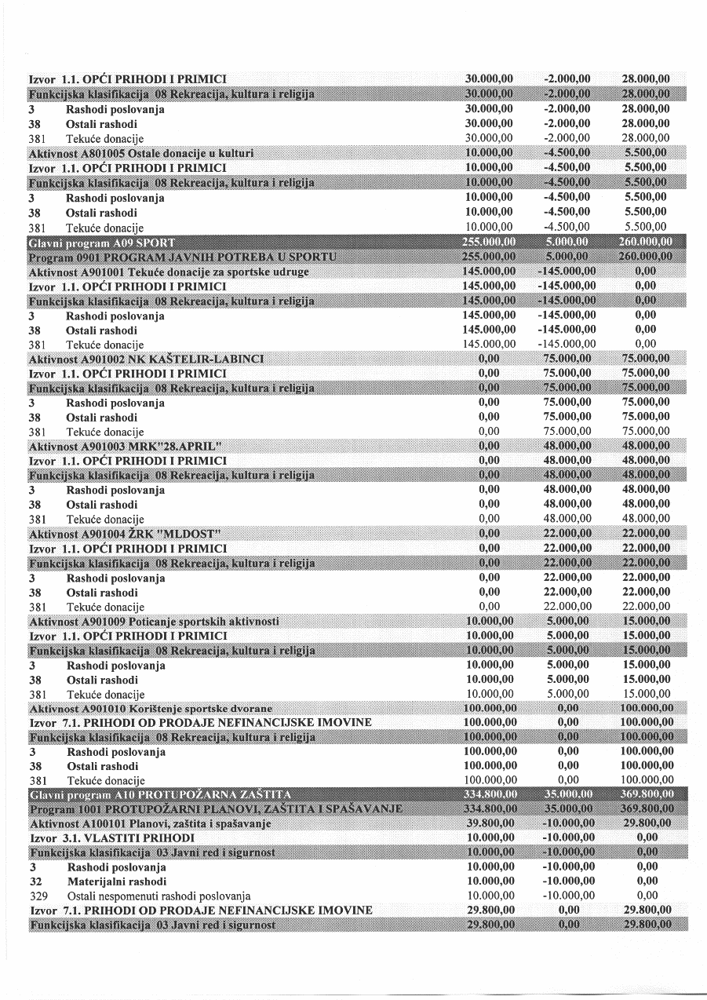 Izvor 1.1. OPĆI PRIHODI I PRIMICI 30.000,00 -2.000,00 28.000,00
Funkcijska klasifikacija 08 Rekreacija, kultura i religija 30.000,00 -2.000,00 28.000,00
3 Rashodi poslovanja 30.000,00 -2.000,00 28.000,00
38 Ostali rashodi 30.000,00 -2.000,00 28.000,00
381 Tekuće donacije 30.000,00 -2.000,00 28.000,00
Aktivnost A801005 Ostale donacije u kulturi 10.000,00 -4.500,00 5.500,00
Izvor 1.1. OPĆI PRIHODI I PRIMICI 10.000,00 -4.500,00 5.500,00
Funkcijska klasifikacija 08 Rekreacija, kultura i religija 10.000,00 -4.500,00 5.500,00
3 Rashodi poslovanja 10.000,00 -4.500,00 5.500,00
38 Ostali rashodi 10.000,00 -4.500,00 5.500,00
381 Tekuće donacije 10.000,00 -4.500,00 5.500,00
Glavni program A09 SPORT 255.000,00 5.000,00 260.000,00
Program 0901 PROGRAM JAVNIH POTREBA U SPORTU 255.000,00 5.000,00 260.000,00
Aktivnost A901001 Tekuće donacije za sportske udruge 145.000,00 -145.000,00 0,00
Izvor 1.1. OPĆI PRIHODI I PRIMICI 145.000,00 -145.000,00 0,00
Funkcijska klasifikacija 08 Rekreacija, kultura i religija 145.000,00 -145.000,00 0,00
3 Rashodi poslovanja 145.000,00 -145.000,00 0,00
38 Ostali rashodi 145.000,00 -145.000,00 0,00
381 Tekuće donacije 145.000,00 -145.000,00 0,00
Aktivnost A901002 NK KAŠTELIR-LABINCI 0,00 75.000,00 75.000,00
Izvor 1.1. OPĆI PRIHODI I PRIMICI 0,00 75.000,00 75.000,00
Funkcijska klasifikacija 08 Rekreacija, kultura i religija 0,00 75.000,00 75.000,00
3 Rashodi poslovanja 0,00 75.000,00 75.000,00
38 Ostali rashodi 0,00 75.000,00 75.000,00
381 Tekuće donacije 0,00 75.000,00 75.000,00
Aktivnost A901003 MRK"28.APRIL" 0,00 48.000,00 48.000,00
Izvor 1.1. OPĆI PRIHODI I PRIMICI 0,00 48.000,00 48.000,00
Funkcijska klasifikacija 08 Rekreacija, kultura i religija 0,00 48.000,00 48.000,00
3 Rashodi poslovanja 0,00 48.000,00 48.000,00
38 Ostali rashodi 0,00 48.000,00 48.000,00
381 Tekuće donacije 0,00 48.000,00 48.000,00
Aktivnost A901004 ŽRK "MLDOST" 0,00 22.000,00 22.000,00
Izvor 1.1. OPĆI PRIHODI I PRIMICI 0,00 22.000,00 22.000,00
Funkcijska klasifikacija 08 Rekreacija, kultura i religija 0,00 22.000,00 22.000,00
3 Rashodi poslovanja 0,00 22.000,00 22.000,00
38 Ostali rashodi 0,00 22.000,00 22.000,00
381 Tekuće donacije 0,00 22.000,00 22.000,00
Aktivnost A901009 Poticanje sportskih aktivnosti 10.000,00 5.000,00 15.000,00
Izvor 1.1. OPĆI PRIHODI I PRIMICI 10.000,00 5.000,00 15.000,00
Funkcijska klasifikacija 08 Rekreacija, kultura i religija 10.000,00 5.000,00 15.000,00
3 Rashodi poslovanja 10.000,00 5.000,00 15.000,00
38 Ostali rashodi 10.000,00 5.000,00 15.000,00
381 Tekuće donacije 10.000,00 5.000,00 15.000,00
Aktivnost A901010 Korištenje sportske dvorane 100.000,00 0,00 100.000,00
Izvor 7.1. PRIHODI OD PRODAJE NEFINANCIJSKE IMOVINE 100.000,00 0,00 100.000,00
Funkcijska klasifikacija 08 Rekreacija, kultura i religija 100.000,00 0,00 100.000,00
3 Rashodi poslovanja 100.000,00 0,00 100.000,00
38 Ostali rashodi 100.000,00 0,00 100.000,00
381 Tekuće donacije 100.000,00 0,00 100.000,00
Glavni program A10 PROTUPOŽARNA ZAŠTITA 334.800,00 35.000,00 369.800,00
Program 1001 PROTUPOŽARNI PLANOVI, ZAŠTITA I SPAŠAVANJE 334.800,00 35.000,00 369.800,00
Aktivnost A100101 Planovi, zaštita i spašavanje 39.800,00 -10.000,00 29.800,00
Izvor 3.1. VLASTITI PRIHODI 10.000,00 -10.000,00 0,00
Funkcijska klasifikacija 03 Javni red i sigurnost 10.000,00 -10.000,00 0,00
3 Rashodi poslovanja 10.000,00 -10.000,00 0,00
32 Materijalni rashodi 10.000,00 -10.000,00 0,00
329 Ostali nespomenuti rashodi poslovanja 10.000,00 -10.000,00 0,00
Izvor 7.1. PRIHODI OD PRODAJE NEFINANCIJSKE IMOVINE 29.800,00 0,00 29.800,00
Funkcijska klasifikacija 03 Javni red i sigurnost 29.800,00 0,00 29.800,00